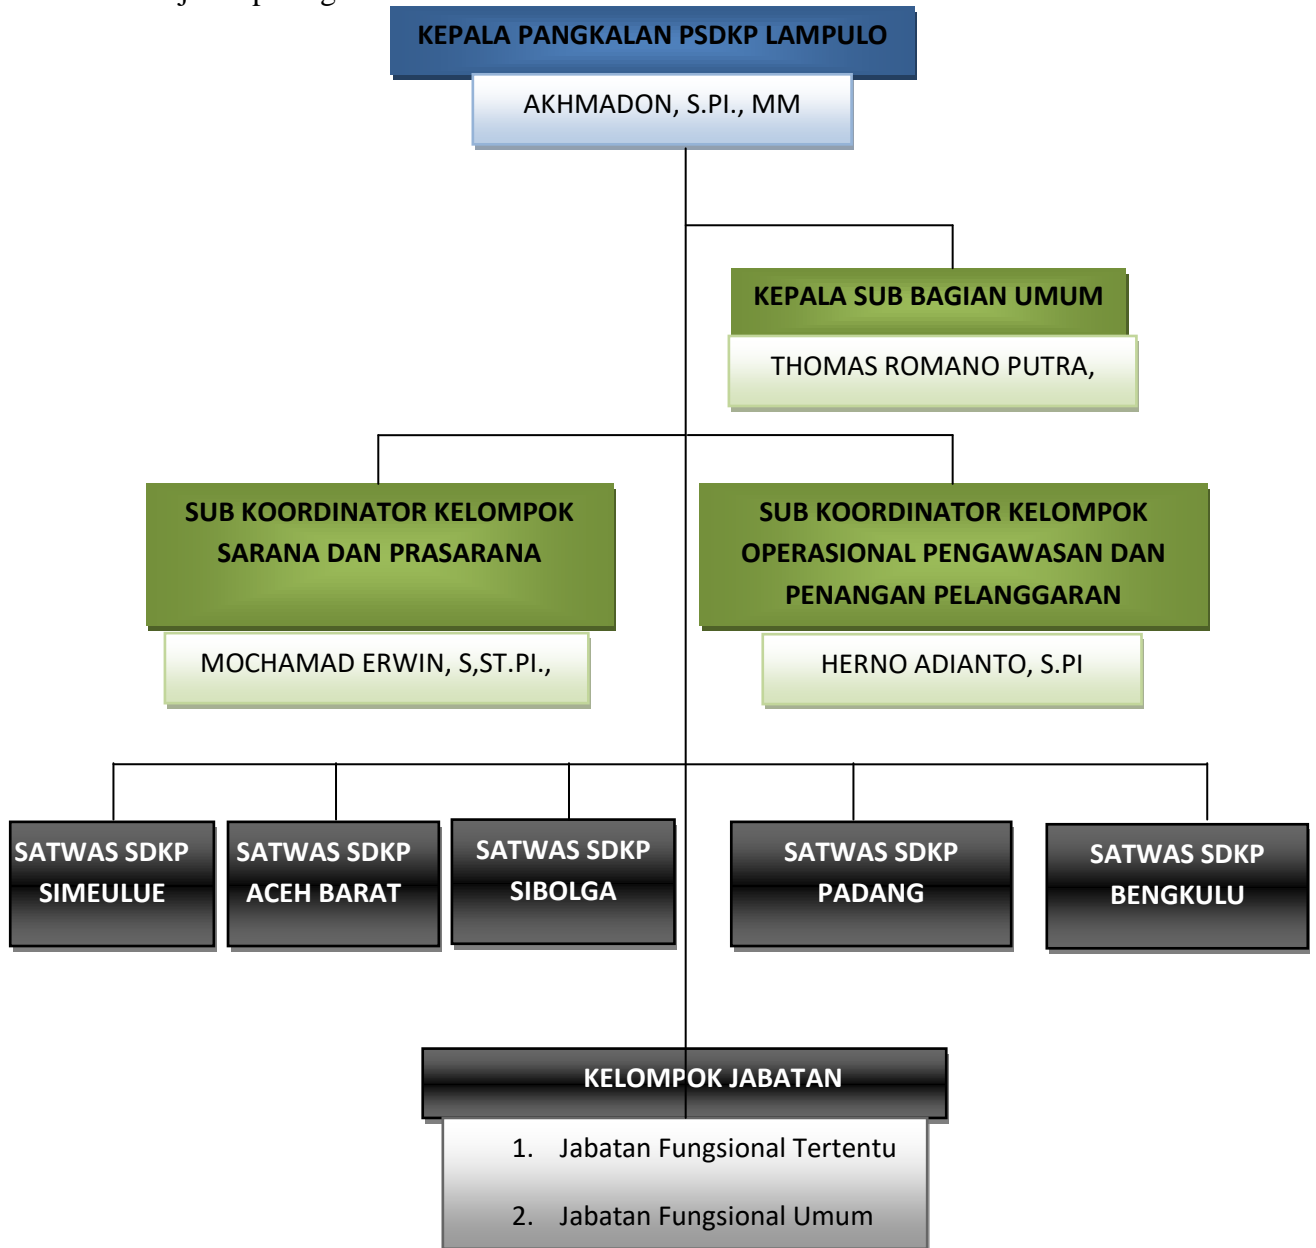 KEPALA PANGKALAN PSDKP LAMPULO
AKHMADON, S.PI., MM
KEPALA SUB BAGIAN UMUM
THOMAS ROMANO PUTRA,
SUB KOORDINATOR KELOMPOK
SARANA DAN PRASARANA
MOCHAMAD ERWIN, S,ST.PI.,
SUB KOORDINATOR KELOMPOK
OPERASIONAL PENGAWASAN DAN
PENANGAN PELANGGARAN
HERNO ADIANTO, S.PI
SATWAS SDKP
SIMEULUE
SATWAS SDKP
ACEH BARAT
SATWAS SDKP
SIBOLGA
SATWAS SDKP
PADANG
SATWAS SDKP
BENGKULU
KELOMPOK JABATAN
1. Jabatan Fungsional Tertentu
2. Jabatan Fungsional Umum